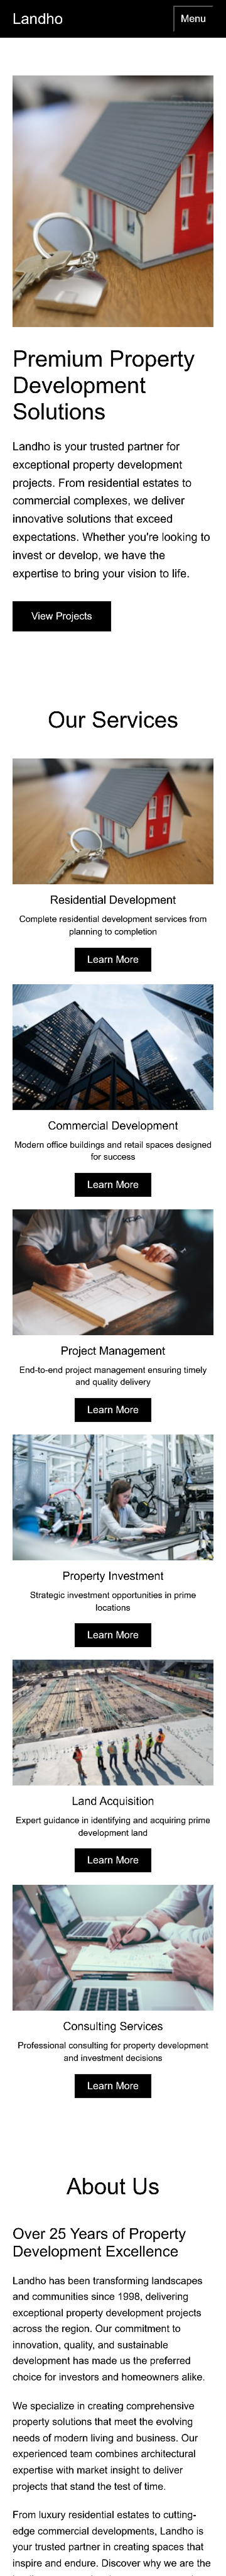 Landho
Menu
Premium Property
Development
Solutions
Landho is your trusted partner for
exceptional property development
projects. From residential estates to
commercial complexes, we deliver
innovative solutions that exceed
expectations. Whether you're looking to
invest or develop, we have the
expertise to bring your vision to life.
View Projects
Our Services
Residential Development
Complete residential development services from
planning to completion
Learn More
Commercial Development
Modern office buildings and retail spaces designed
for success
Learn More
Project Management
End-to-end project management ensuring timely
and quality delivery
Learn More
Property Investment
Strategic investment opportunities in prime
locations
Learn More
Land Acquisition
Expert guidance in identifying and acquiring prime
development land
Learn More
Consulting Services
Professional consulting for property development
and investment decisions
Learn More
About Us
Over 25 Years of Property
Development Excellence
Landho has been transforming landscapes
and communities since 1998, delivering
exceptional property development projects
across the region. Our commitment to
innovation, quality, and sustainable
development has made us the preferred
choice for investors and homeowners alike.
We specialize in creating comprehensive
property solutions that meet the evolving
needs of modern living and business. Our
experienced team combines architectural
expertise with market insight to deliver
projects that stand the test of time.
From luxury residential estates to cutting-
edge commercial developments, Landho is
your trusted partner in creating spaces that
inspire and endure. Discover why we are the